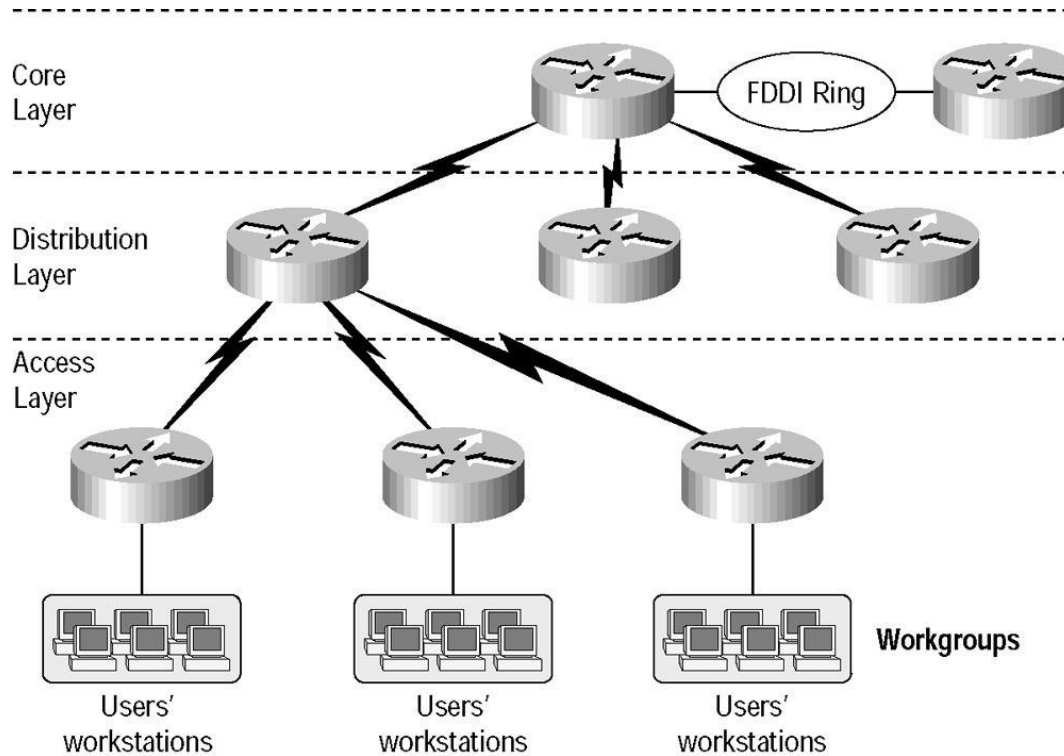 Core
Layer
FDDI Ring
Distribution
Layer
Access
Layer
Workgroups
Users’
workstations
Users’
workstations
Users’
workstations